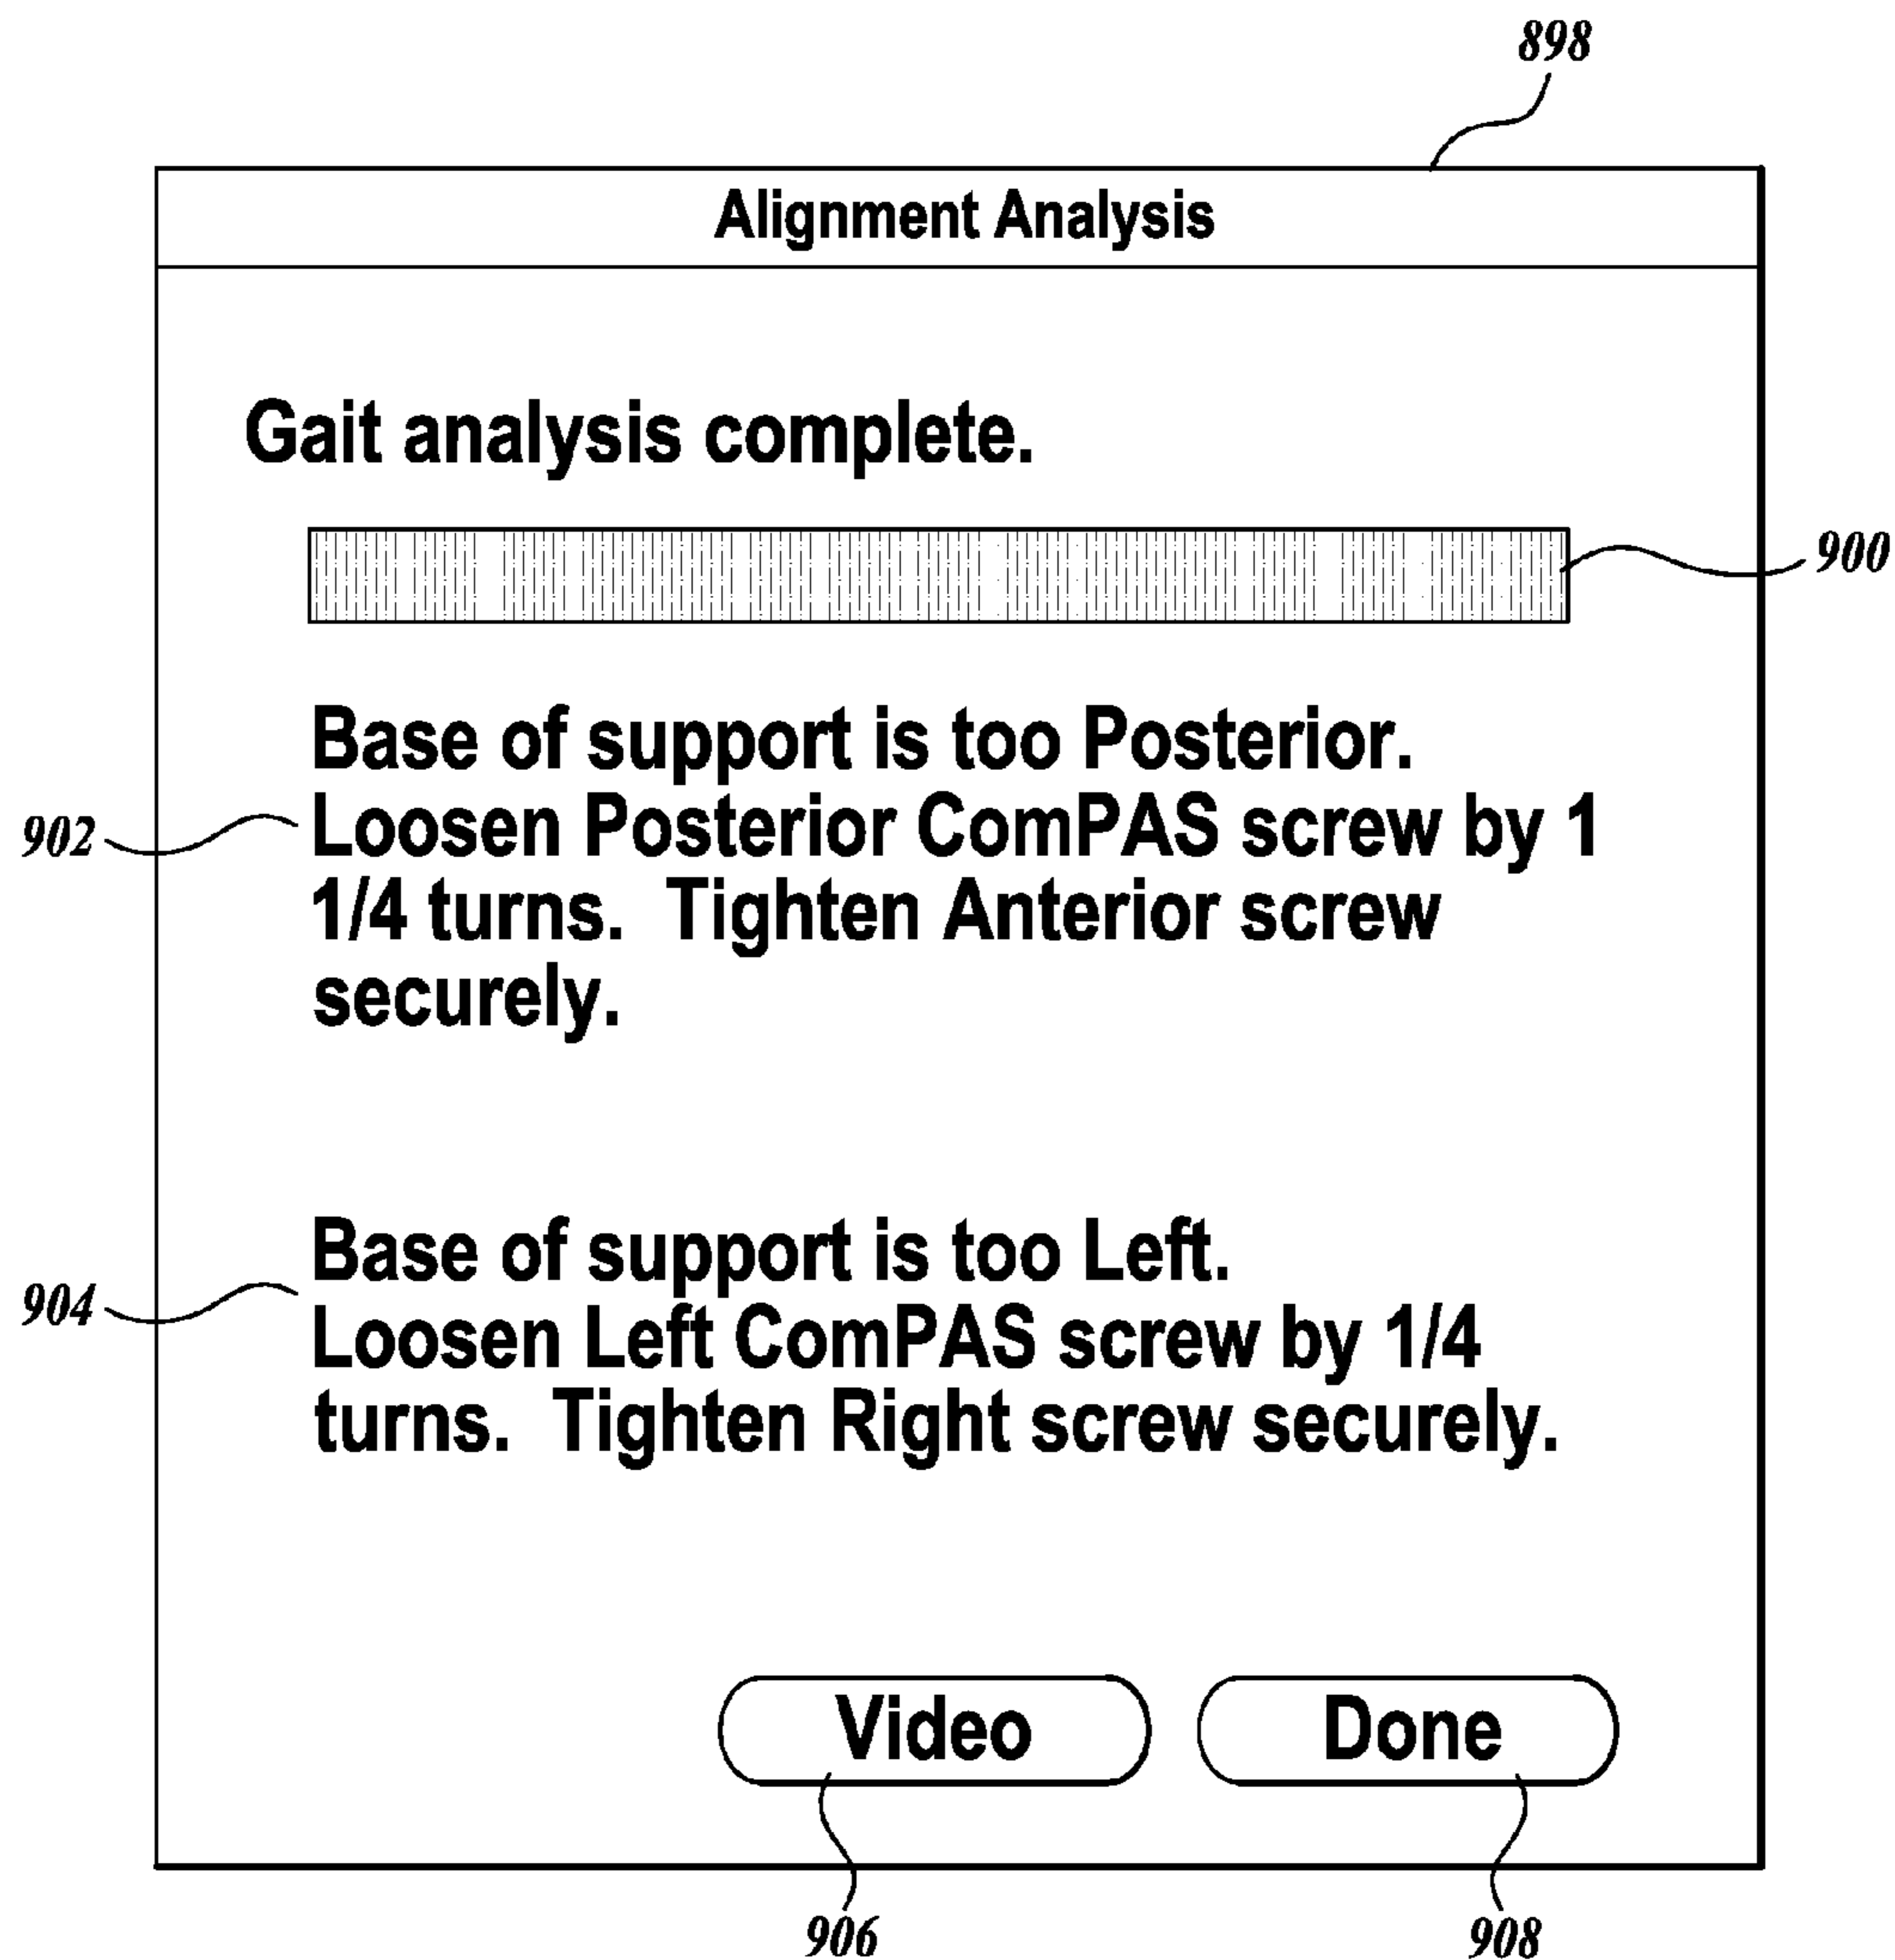 898
Alignment Analysis
Gait analysis complete.
900
Base of support is too Posterior.
902
Loosen Posterior ComPAS screw by 1
1/4 turns.  Tighten Anterior screw
securely.
Base of support is too Left.
904
Loosen Left ComPAS screw by 1/4
turns.  Tighten Right screw securely.
Video
Done
906
908